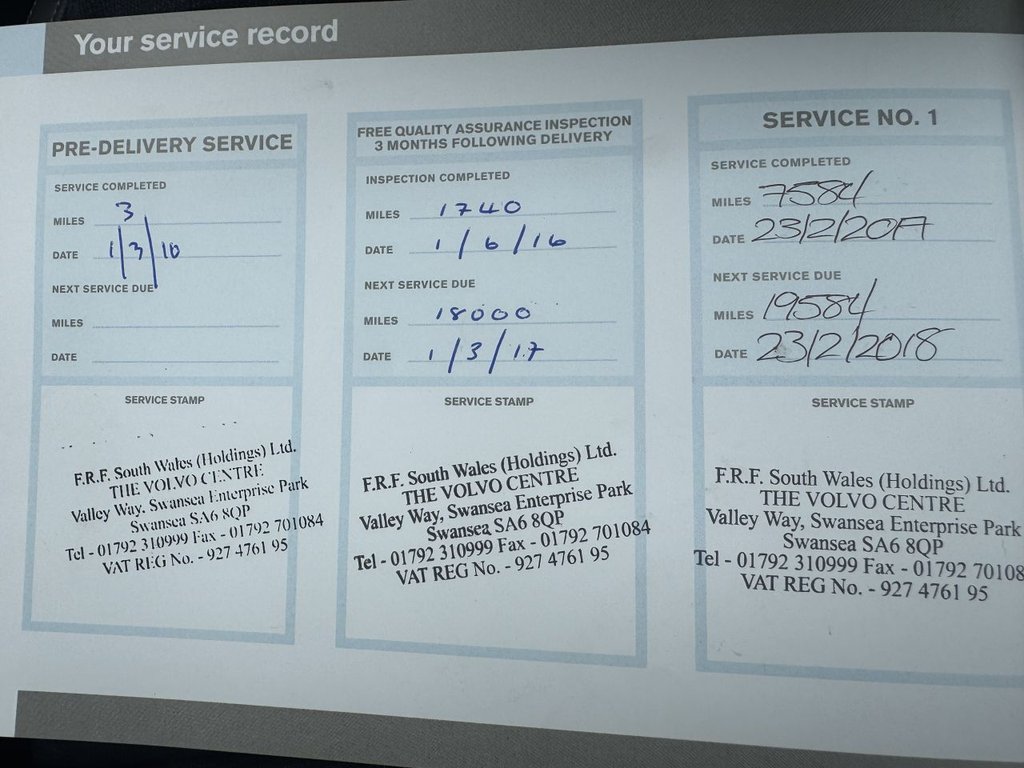 Your service record
PRE-DELIVERY SERVICE
SERVICE COMPLETED
MILES 3
DATE 1/3/10
NEXT SERVICE DUE
MILES
DATE
SERVICE STAMP
F.R.F. South Wales (Holdings) Ltd.
THE VOLVO CENTRE
Valley Way, Swansea Enterprise Park
Swansea SA6 8QP
Tel - 01792 310999 Fax - 01792 701084
VAT REG No. - 927 4761 95
FREE QUALITY ASSURANCE INSPECTION
3 MONTHS FOLLOWING DELIVERY
INSPECTION COMPLETED
MILES 1740
DATE 1/6/16
NEXT SERVICE DUE
MILES 18000
DATE 1/3/17
SERVICE STAMP
F.R.F. South Wales (Holdings) Ltd.
THE VOLVO CENTRE
Valley Way, Swansea Enterprise Park
Swansea SA6 8QP
Tel - 01792 310999 Fax - 01792 701084
VAT REG No. - 927 4761 95
SERVICE NO. 1
SERVICE COMPLETED
MILES 7584
DATE 23/2/2017
NEXT SERVICE DUE
MILES 19584
DATE 23/2/2018
SERVICE STAMP
F.R.F. South Wales (Holdings) Ltd.
THE VOLVO CENTRE
Valley Way, Swansea Enterprise Park
Swansea SA6 8QP
Tel - 01792 310999 Fax - 01792 70108
VAT REG No. - 927 4761 95